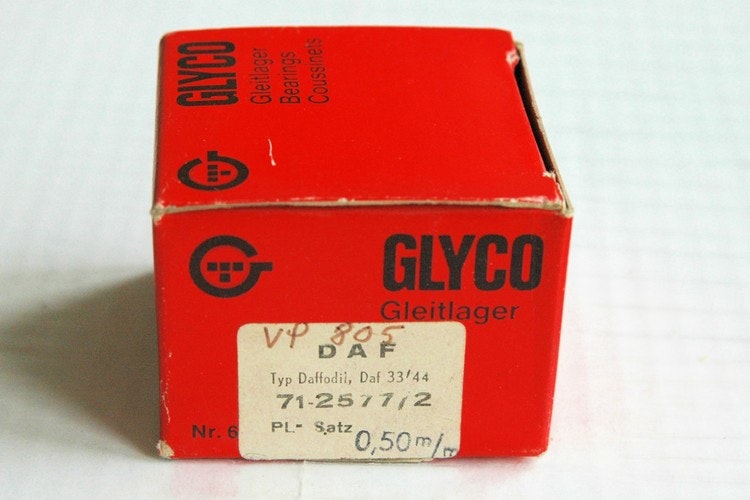 GLYCO
Gleitlager
Bearings
Coussinets
GLYCO
Gleitlager
VP 805
DAF
Typ Daffodil, Daf 33/44
71-2577/2
Nr. 6
PL- Satz
0,50 m/m